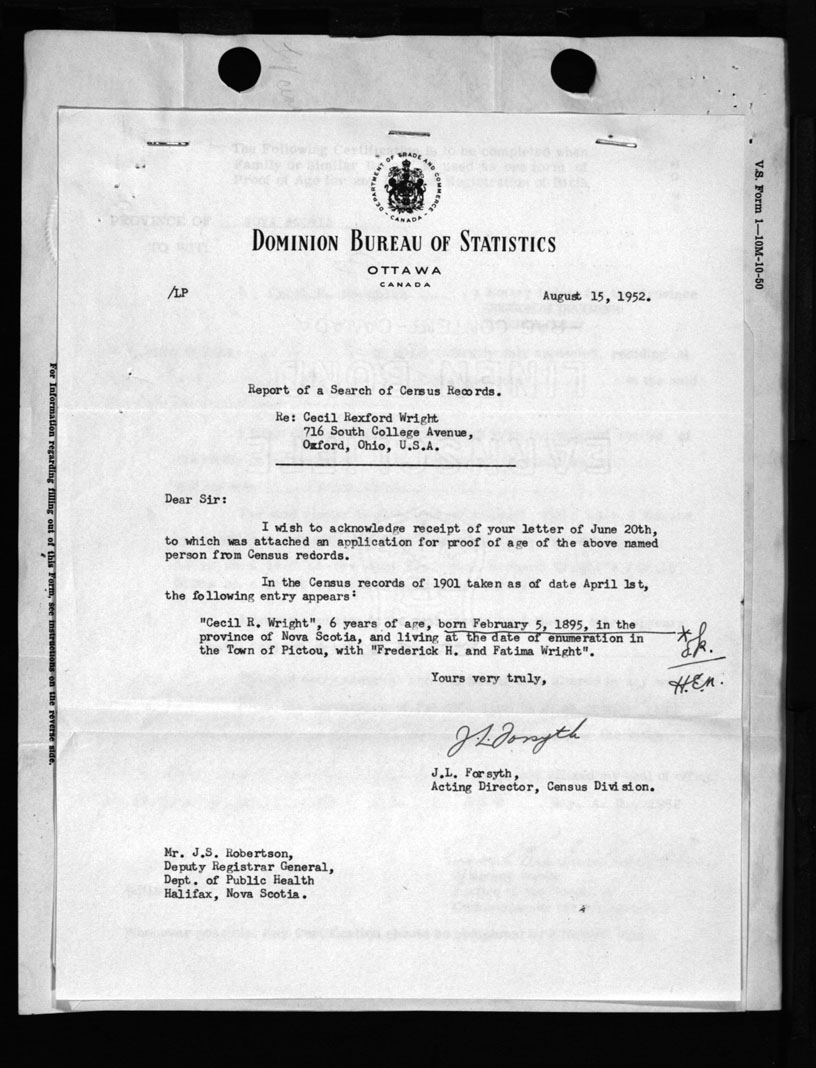 DEPARTMENT OF TRADE AND COMMERCE
- CANADA -
DOMINION BUREAU OF STATISTICS
OTTAWA
CANADA
/LP
August 15, 1952.
Report of a Search of Census Records.
Re: Cecil Rexford Wright
716 South College Avenue,
Oxford, Ohio, U.S.A.
Dear Sir:
I wish to acknowledge receipt of your letter of June 20th,
to which was attached an application for proof of age of the above named
person from Census redords.
In the Census records of 1901 taken as of date April 1st,
the following entry appears:
"Cecil R. Wright", 6 years of age, born February 5, 1895, in the
province of Nova Scotia, and living at the date of enumeration in
the Town of Pictou, with "Frederick H. and Fatima Wright".
H.E.M.
Yours very truly,
J.L. Forsyth
J.L. Forsyth,
Acting Director, Census Division.
Mr. J.S. Robertson,
Deputy Registrar General,
Dept. of Public Health
Halifax, Nova Scotia.
V.S. Form 1—10M-10-50
For Information regarding filling out of this Form, see instructions on the reverse side.